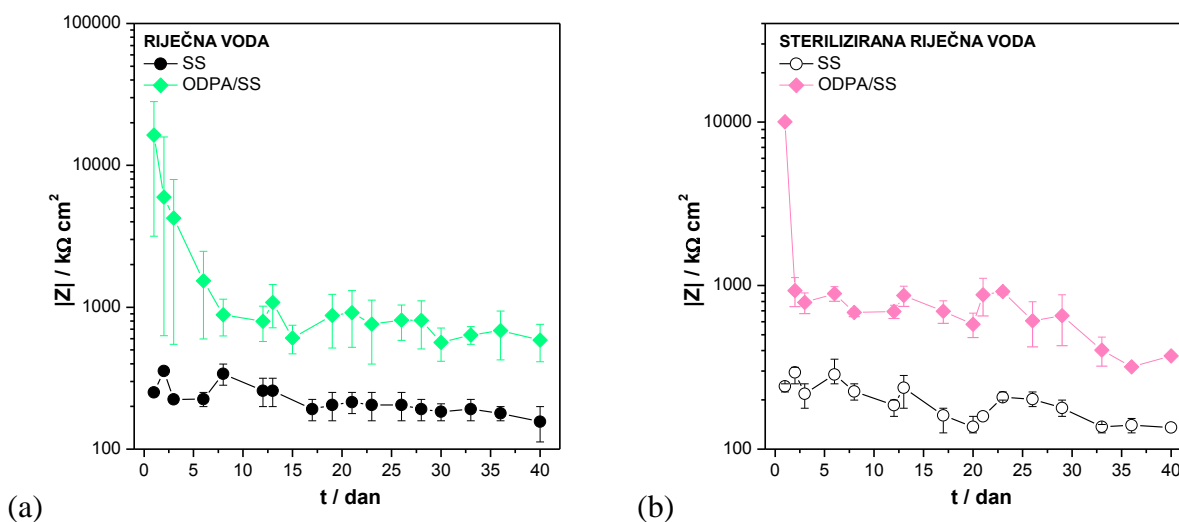 RIJEČNA VODA
SS
ODPA/SS
100000
10000
1000
100
|Z| / kΩ cm²
0 5 10 15 20 25 30 35 40
t / dan
(a)
STERILIZIRANA RIJEČNA VODA
SS
ODPA/SS
10000
1000
100
|Z| / kΩ cm²
0 5 10 15 20 25 30 35 40
t / dan
(b)